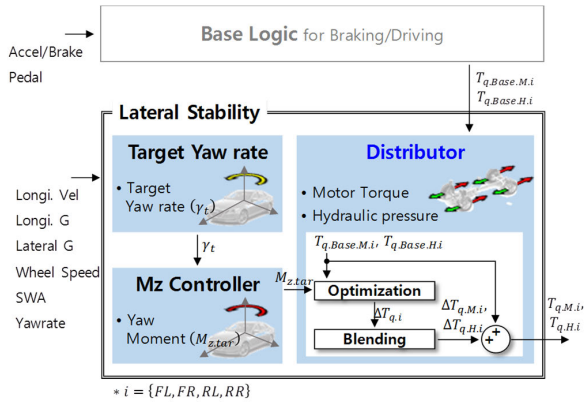 Base Logic for Braking/Driving
Accel/Brake
Pedal
T_{q.Base.M.i}
T_{q.Base.H.i}
Lateral Stability
Target Yaw rate
• Target
Yaw rate (γ_t)
γ_t
Mz Controller
• Yaw
Moment (M_{z.tar})
M_{z.tar}
Distributor
• Motor Torque
• Hydraulic pressure
T_{q.Base.M.i}, T_{q.Base.H.i}
Optimization
ΔT_{q.i}
Blending
ΔT_{q.M.i},
ΔT_{q.H.i}
++
T_{q.M.i},
T_{q.H.i}
Longi. Vel
Longi. G
Lateral G
Wheel Speed
SWA
Yawrate
* i = {FL, FR, RL, RR}